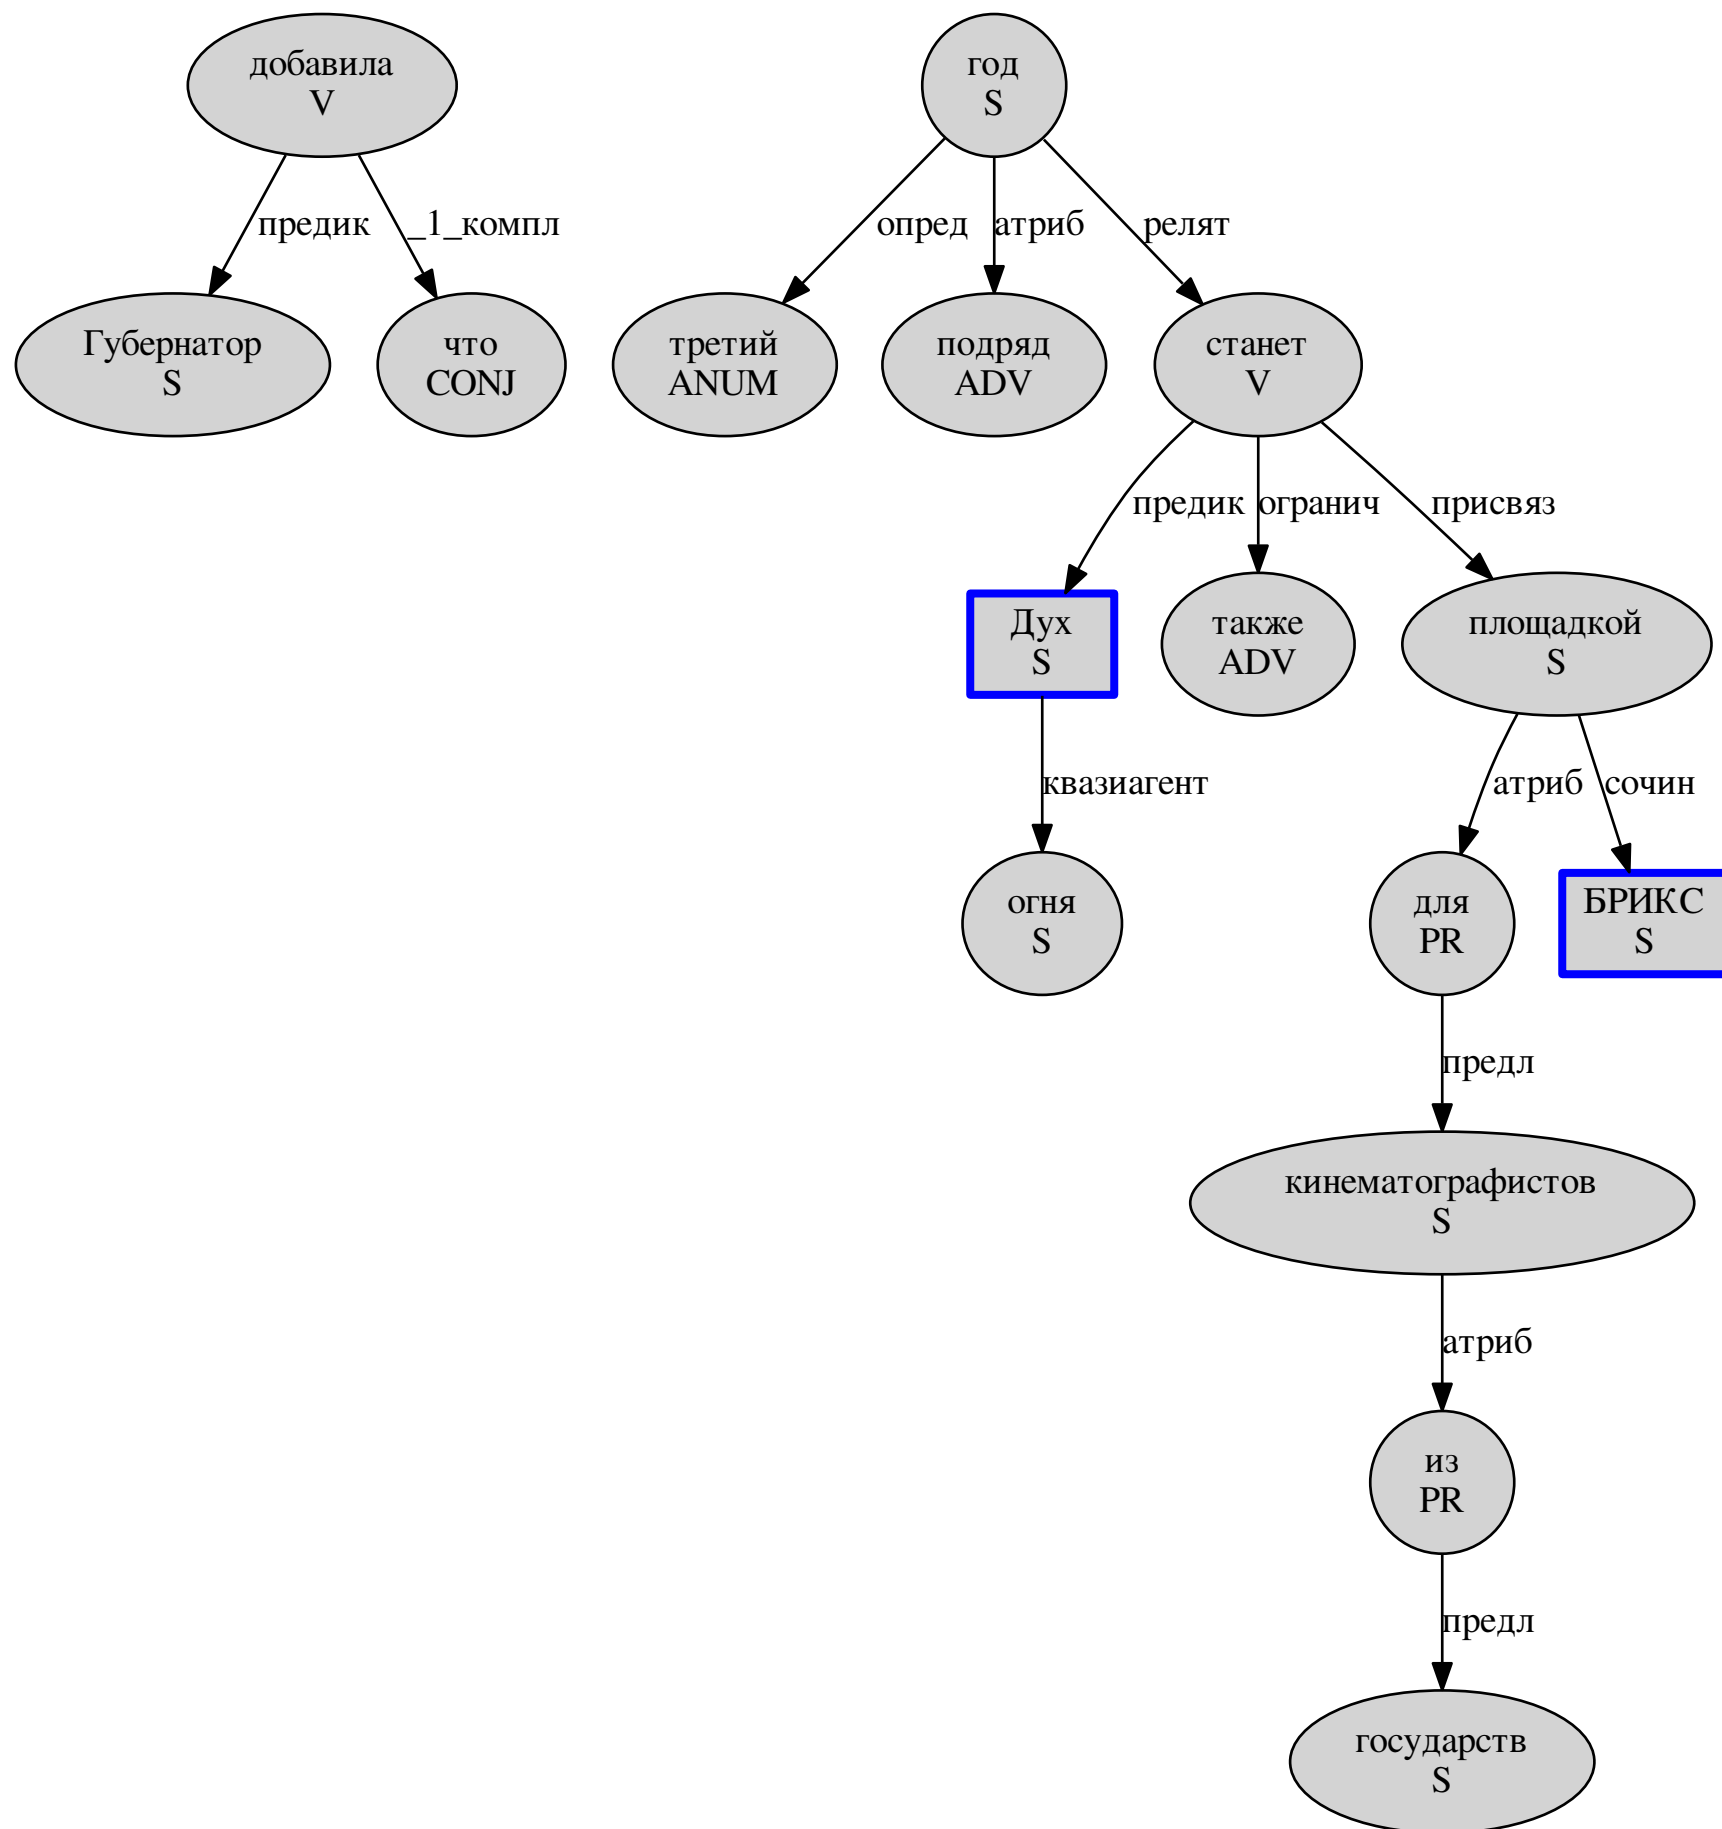 добавила
V
год
S
предик
_1_компл
опред
атриб
релят
Губернатор
S
что
CONJ
третий
ANUM
подряд
ADV
станет
V
предик
огранич
присвяз
Дух
S
также
ADV
площадкой
S
квазиагент
атриб
сочин
огня
S
для
PR
БРИКС
S
предл
кинематографистов
S
атриб
из
PR
предл
государств
S